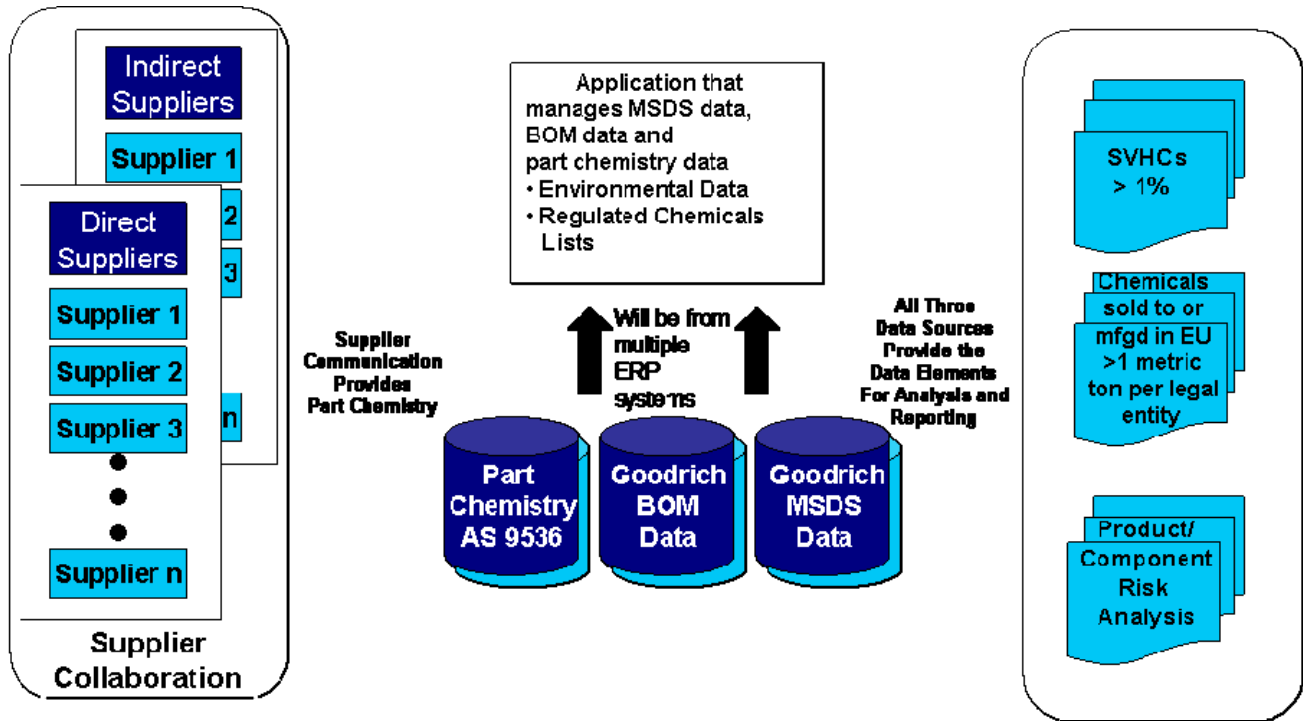 Indirect
Suppliers
Supplier 1
2
3
n
Direct
Suppliers
Supplier 1
Supplier 2
Supplier 3
Supplier n
Supplier
Collaboration
Supplier
Communication
Provides
Part Chemistry
Application that
manages MSDS data,
BOM data and
part chemistry data
• Environmental Data
• Regulated Chemicals
Lists
Will be from
multiple
ERP
systems
All Three
Data Sources
Provide the
Data Elements
For Analysis and
Reporting
Part
Chemistry
AS 9536
Goodrich
BOM
Data
Goodrich
MSDS
Data
SVHCs
> 1%
Chemicals
sold to or
mfgd in EU
>1 metric
ton per legal
entity
Product/
Component
Risk
Analysis